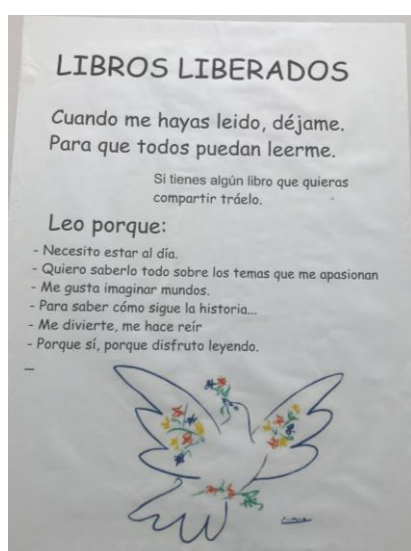 LIBROS LIBERADOS
Cuando me hayas leido, déjame.
Para que todos puedan leerme.
Si tienes algún libro que quieras
compartir tráelo.
Leo porque:
- Necesito estar al día.
- Quiero saberlo todo sobre los temas que me apasionan
- Me gusta imaginar mundos.
- Para saber cómo sigue la historia...
- Me divierte, me hace reír
- Porque sí, porque disfruto leyendo.
–